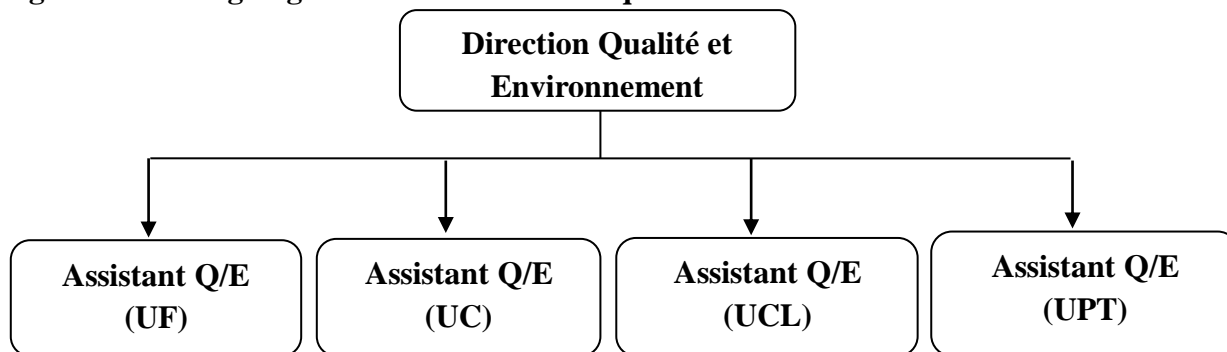 Direction Qualité et
Environnement
Assistant Q/E
(UF)
Assistant Q/E
(UC)
Assistant Q/E
(UCL)
Assistant Q/E
(UPT)